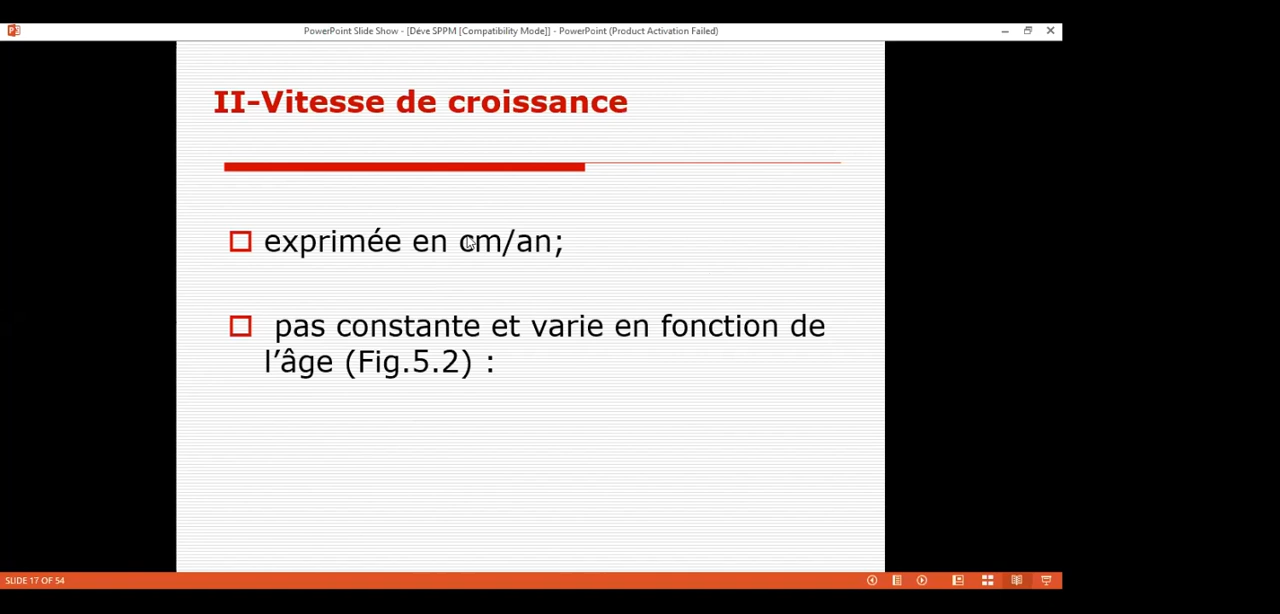 PowerPoint Slide Show - [Déve SPPM [Compatibility Mode]] - PowerPoint (Product Activation Failed)
II-Vitesse de croissance
exprimée en cm/an;
pas constante et varie en fonction de
l’âge (Fig.5.2) :
SLIDE 17 OF 54